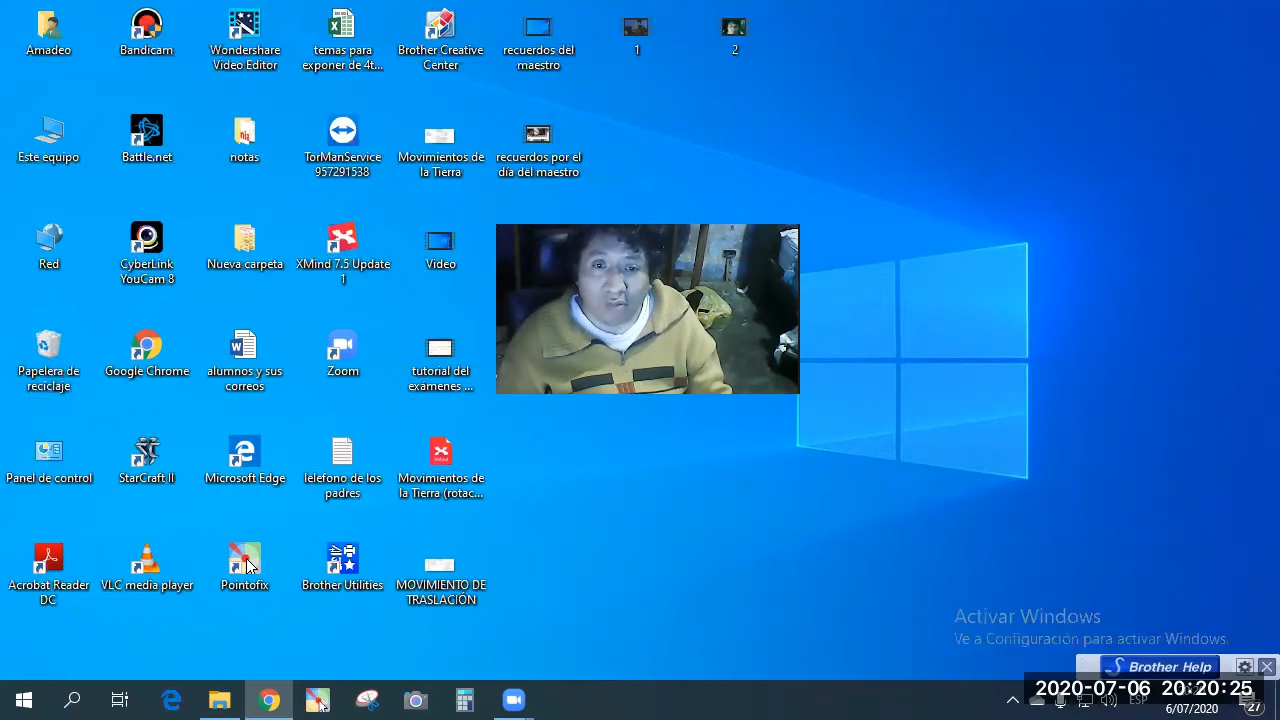 Amadeo
Bandicam
Wondershare
Video Editor
temas para
exponer de 4t...
Brother Creative
Center
recuerdos del
maestro
1
2
Este equipo
Battle.net
notas
TorManService
957291538
Movimientos de
la Tierra
recuerdos por el
día del maestro
Red
CyberLink
YouCam 8
Nueva carpeta
XMind 7.5 Update
1
Video
Papelera de
reciclaje
Google Chrome
alumnos y sus
correos
Zoom
tutorial del
exámenes ...
Panel de control
StarCraft II
Microsoft Edge
lelefono de los
padres
Movimientos de
la Tierra (rotac...
Acrobat Reader
DC
VLC media player
Pointofix
Brother Utilities
MOVIMIENTO DE
TRASLACIÓN
Activar Windows
Ve a Configuración para activar Windows.
Brother Help
2020-07-06 20:20:25
ESP
6/07/2020
27